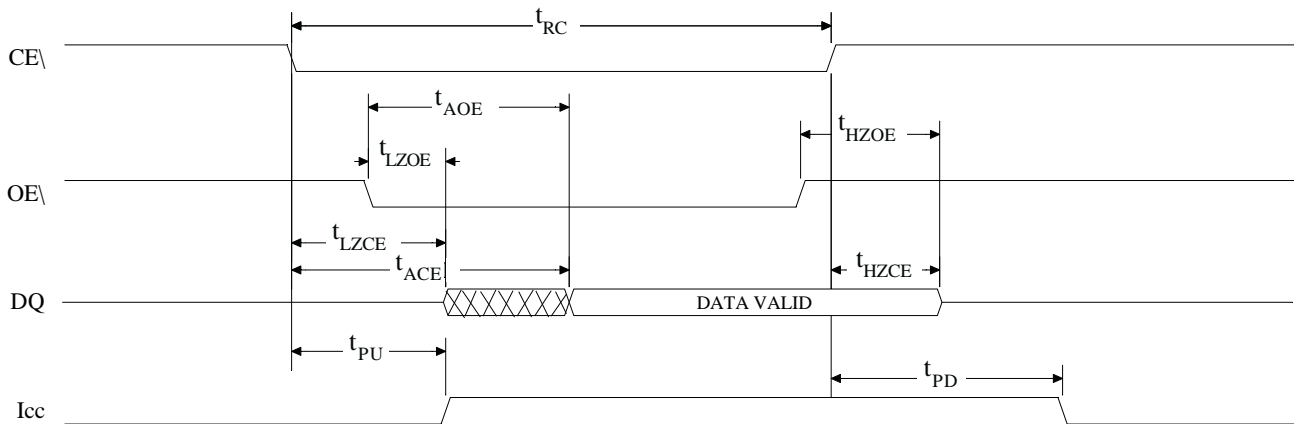 tRC
CE\
tAOE
tHZOE
tLZOE
OE\
tLZCE
tACE
tHZCE
DQ
DATA VALID
tPU
tPD
Icc